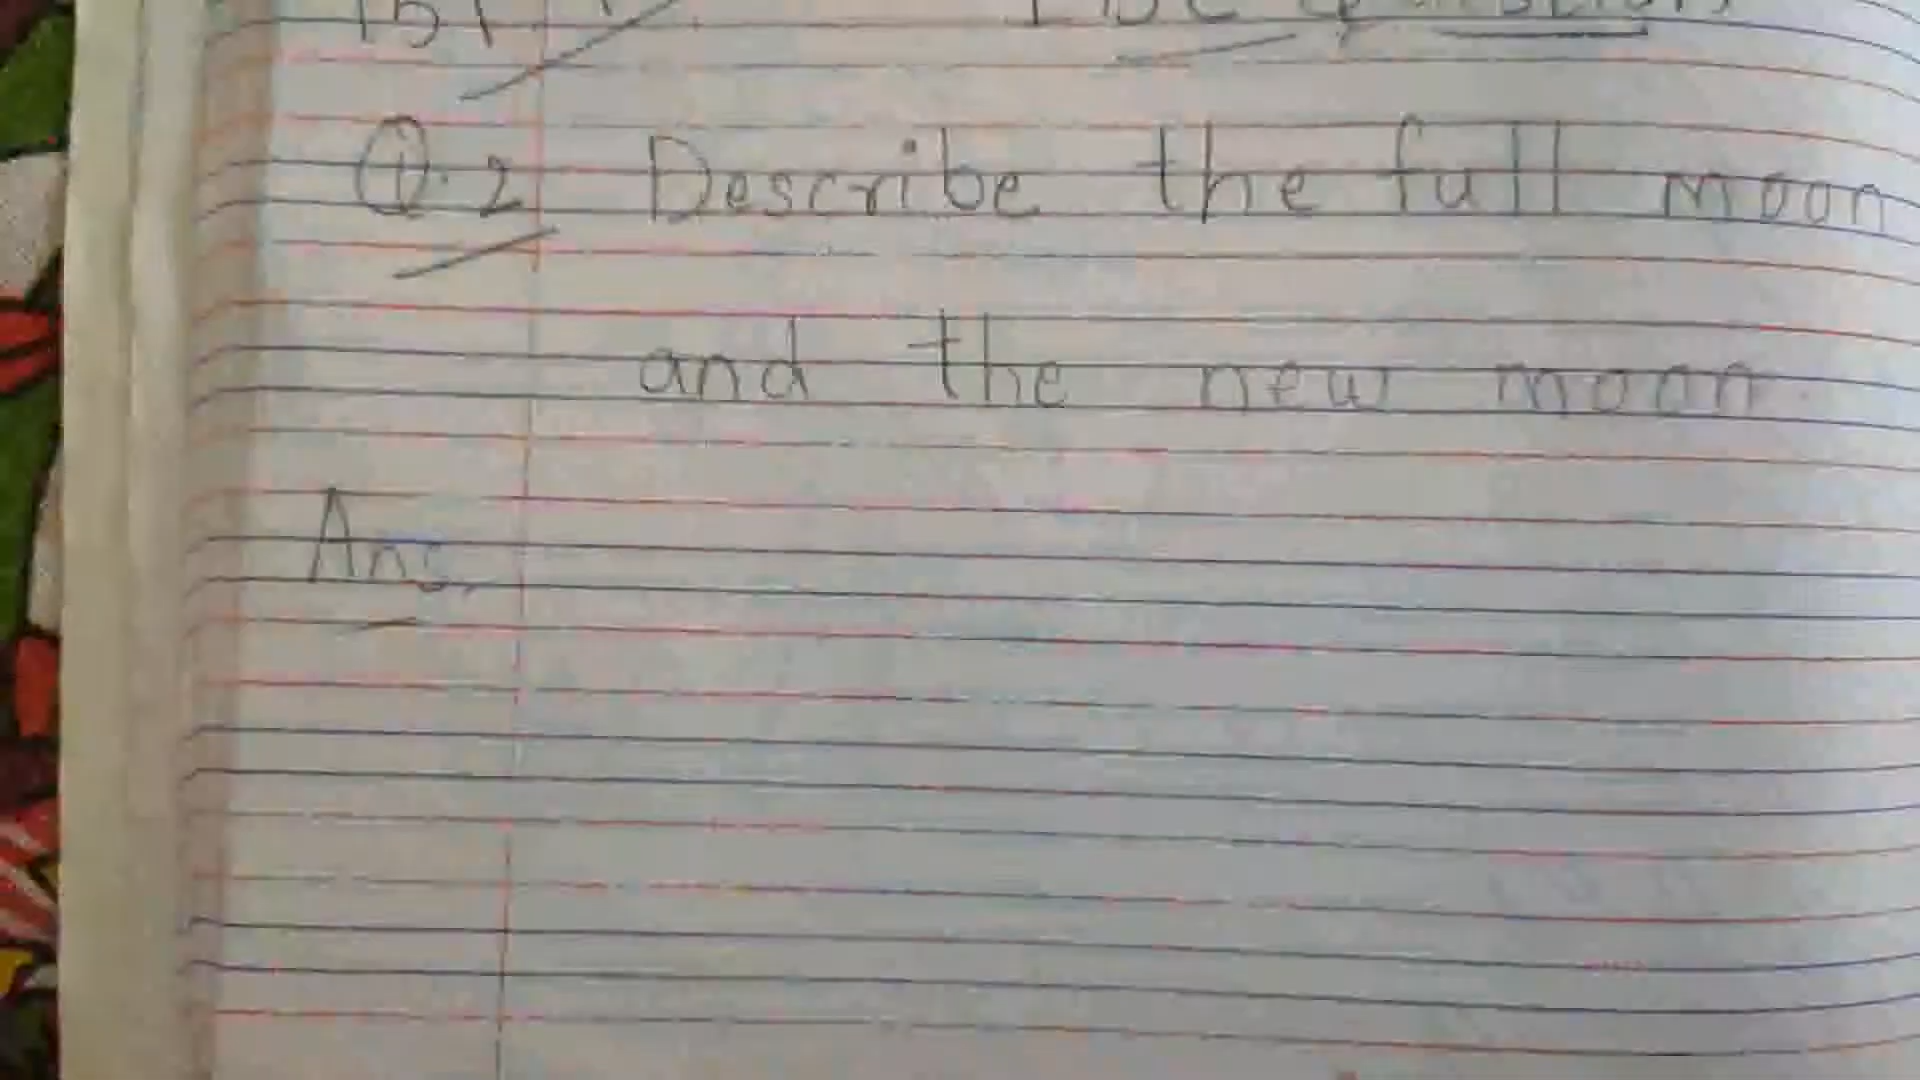 Q.2 Describe the full moon
and the new moon.
Ans.